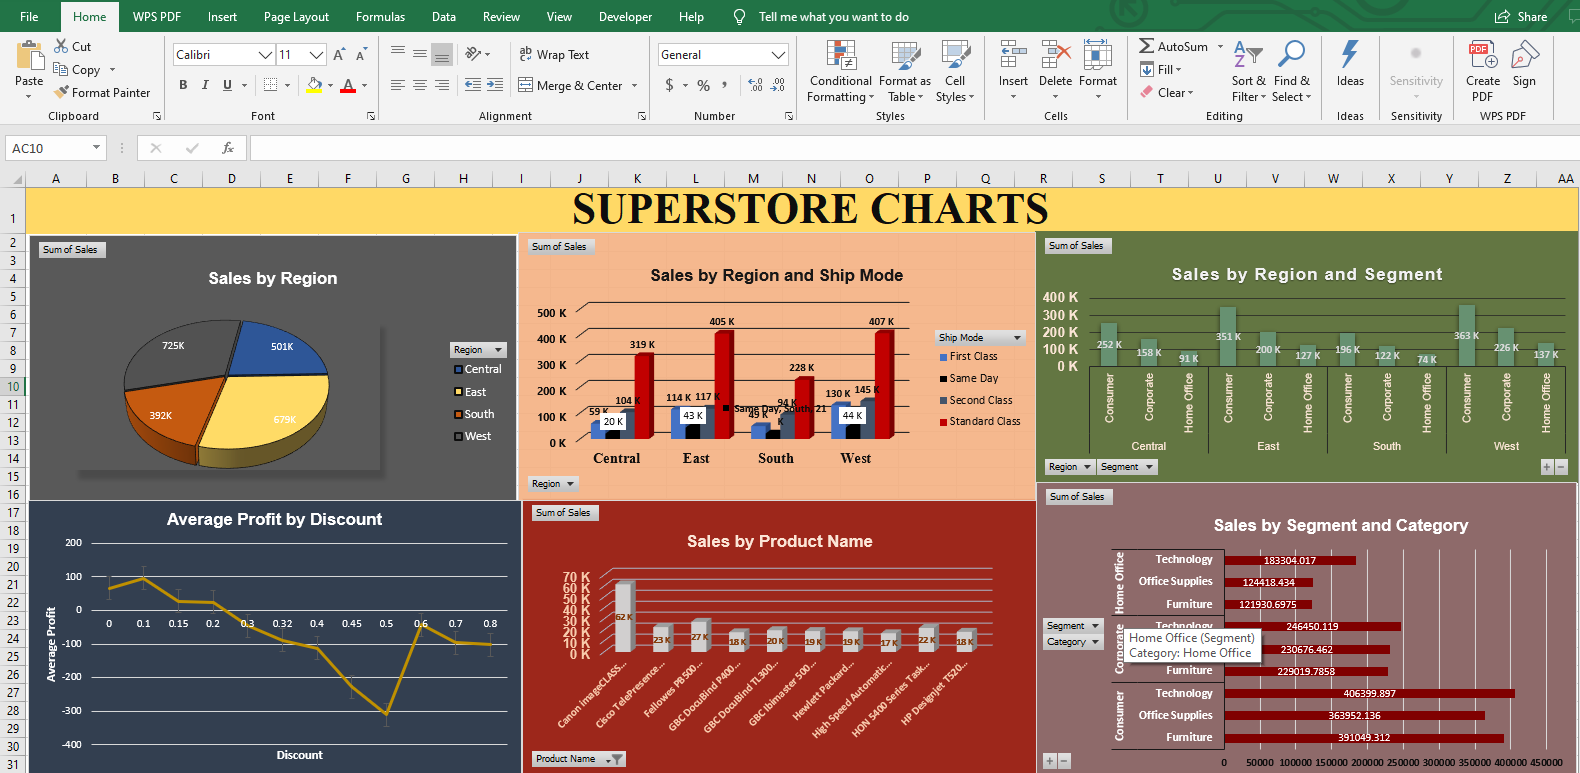 File Home WPS PDF Insert Page Layout Formulas Data Review View Developer Help Tell me what you want to do Share
Paste Cut Copy Format Painter
Clipboard
Calibri 11
B I U
Font
Wrap Text
Merge & Center
Alignment
General
$ % ,
Number
Conditional Formatting Format as Table Cell Styles
Styles
Insert Delete Format
Cells
AutoSum Fill Clear Sort & Filter Find & Select
Editing
Ideas
Ideas
Sensitivity
Sensitivity
Create PDF Sign
WPS PDF
AC10 fx
A B C D E F G H I J K L M N O P Q R S T U V W X Y Z AA
1 2 3 4 5 6 7 8 9 10 11 12 13 14 15 16 17 18 19 20 21 22 23 24 25 26 27 28 29 30 31
SUPERSTORE CHARTS
Sum of Sales
Sales by Region
725K 501K
392K 679K
Region
Central
East
South
West
Sum of Sales
Sales by Region and Ship Mode
500 K
400 K
300 K
200 K
100 K
0 K
59 K 20 K 104 K 319 K
114 K 43 K 117 K 405 K
49 K Same Day, South, 21 K 94 K 228 K
130 K 44 K 145 K 407 K
Central East South West
Ship Mode
First Class
Same Day
Second Class
Standard Class
Region
Sum of Sales
Sales by Region and Segment
400 K
300 K
200 K
100 K
0 K
252 K 158 K 91 K 351 K 200 K 127 K 196 K 122 K 74 K 363 K 226 K 137 K
Consumer Corporate Home Office Consumer Corporate Home Office Consumer Corporate Home Office Consumer Corporate Home Office
Central East South West
Region Segment
+ −
Average Profit by Discount
Average Profit
200
100
0
-100
-200
-300
-400
0 0.1 0.15 0.2 0.3 0.32 0.4 0.45 0.5 0.6 0.7 0.8
Discount
Sum of Sales
Sales by Product Name
70 K
60 K
50 K
40 K
30 K
20 K
10 K
0 K
62 K 23 K 27 K 18 K 20 K 19 K 19 K 17 K 22 K 18 K
Canon imageCLASS...
Cisco TelePresence...
Fellowes PB500...
GBC DocuBind P400...
GBC DocuBind TL300...
GBC Ibimaster 500...
Hewlett Packard...
High Speed Automatic...
HON 5400 Series Task...
HP Designjet T520...
Product Name
Sum of Sales
Sales by Segment and Category
Home Office
Technology 183304.017
Office Supplies 124418.434
Furniture 121930.6975
Segment
Category
Corporate
Technology 246450.119
Home Office (Segment)
Category: Home Office
230676.462
Furniture 229019.7858
Consumer
Technology 406399.897
Office Supplies 363952.136
Furniture 391049.312
0 50000 100000 150000 200000 250000 300000 350000 400000 450000
+ −